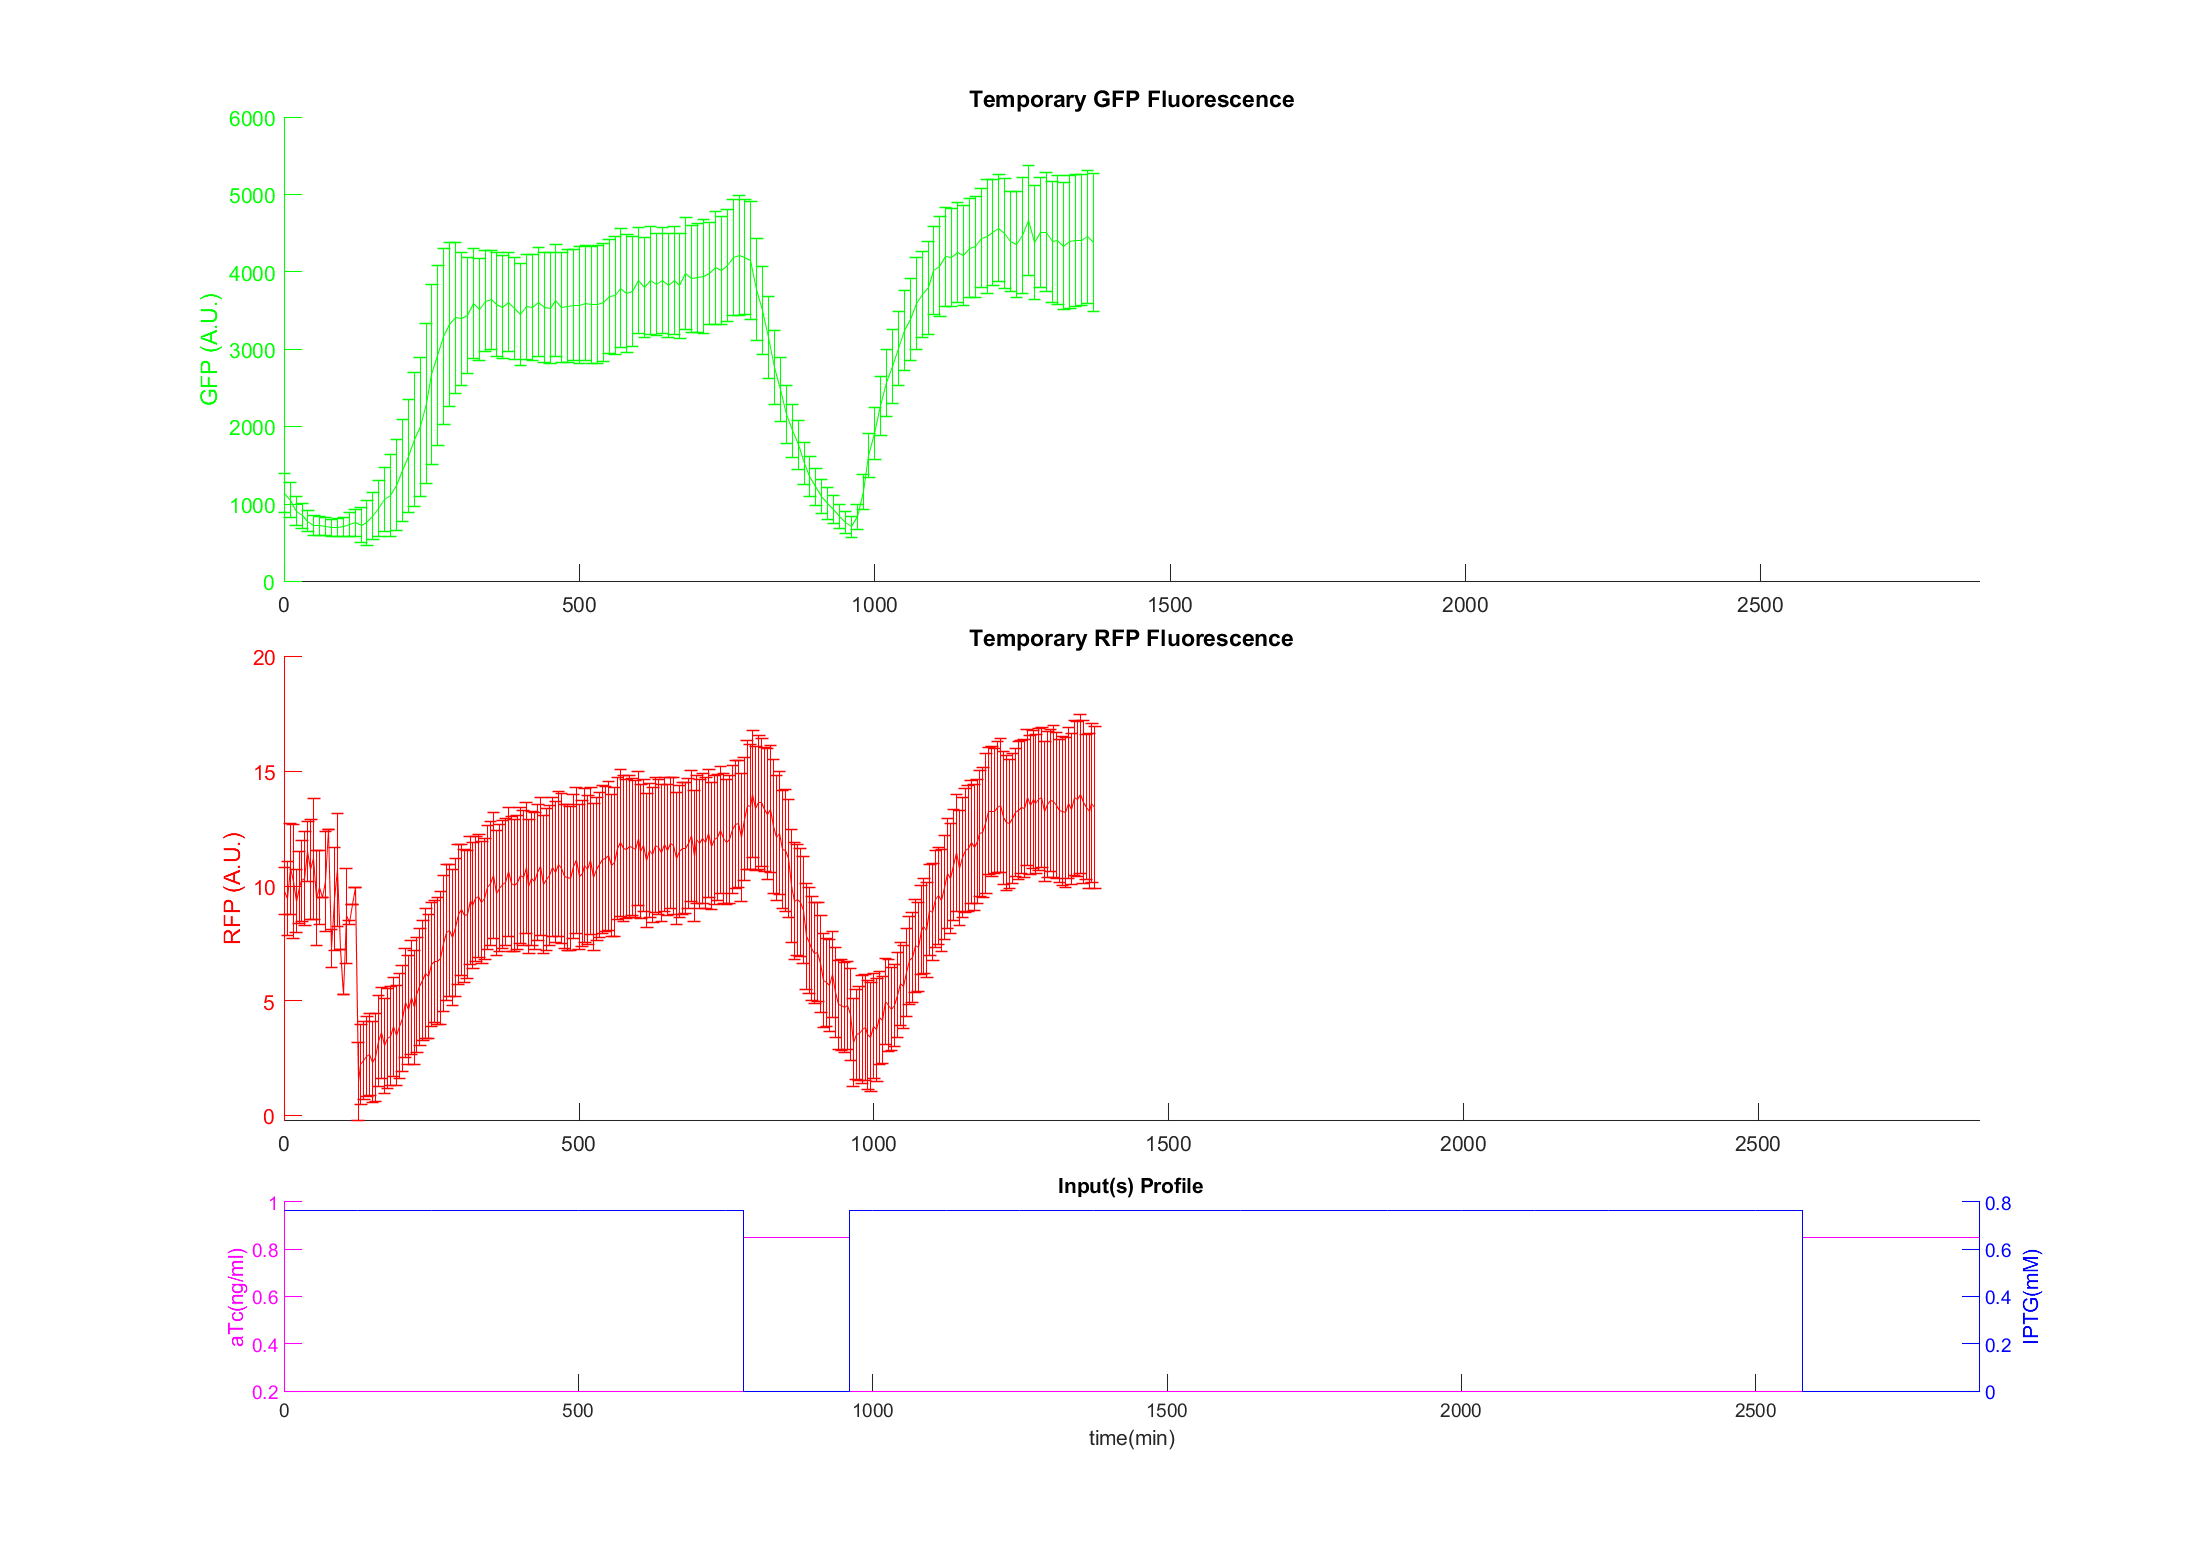 Temporary GFP Fluorescence
6000
5000
4000
3000
2000
1000
0
GFP (A.U.)
0 500 1000 1500 2000 2500
Temporary RFP Fluorescence
20
15
10
5
0
RFP (A.U.)
0 500 1000 1500 2000 2500
Input(s) Profile
1
0.8
0.6
0.4
0.2
aTc(ng/ml)
0.8
0.6
0.4
0.2
0
IPTG(mM)
0 500 1000 1500 2000 2500
time(min)